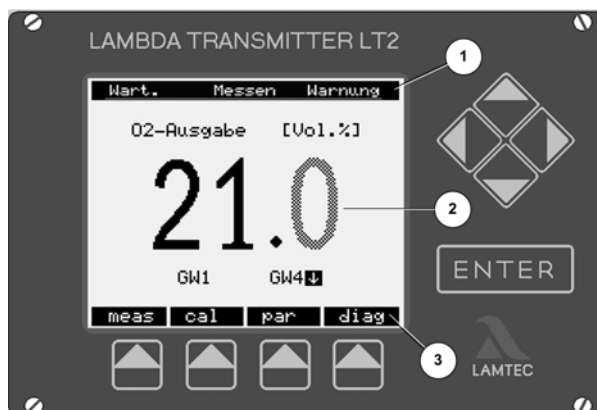 LAMBDA TRANSMITTER LT2
1
Wart. Messen Warnung
O2-Ausgabe [Vol.%]
21.0
2
GW1 GW4↓
ENTER
meas cal par diag
3
LAMTEC